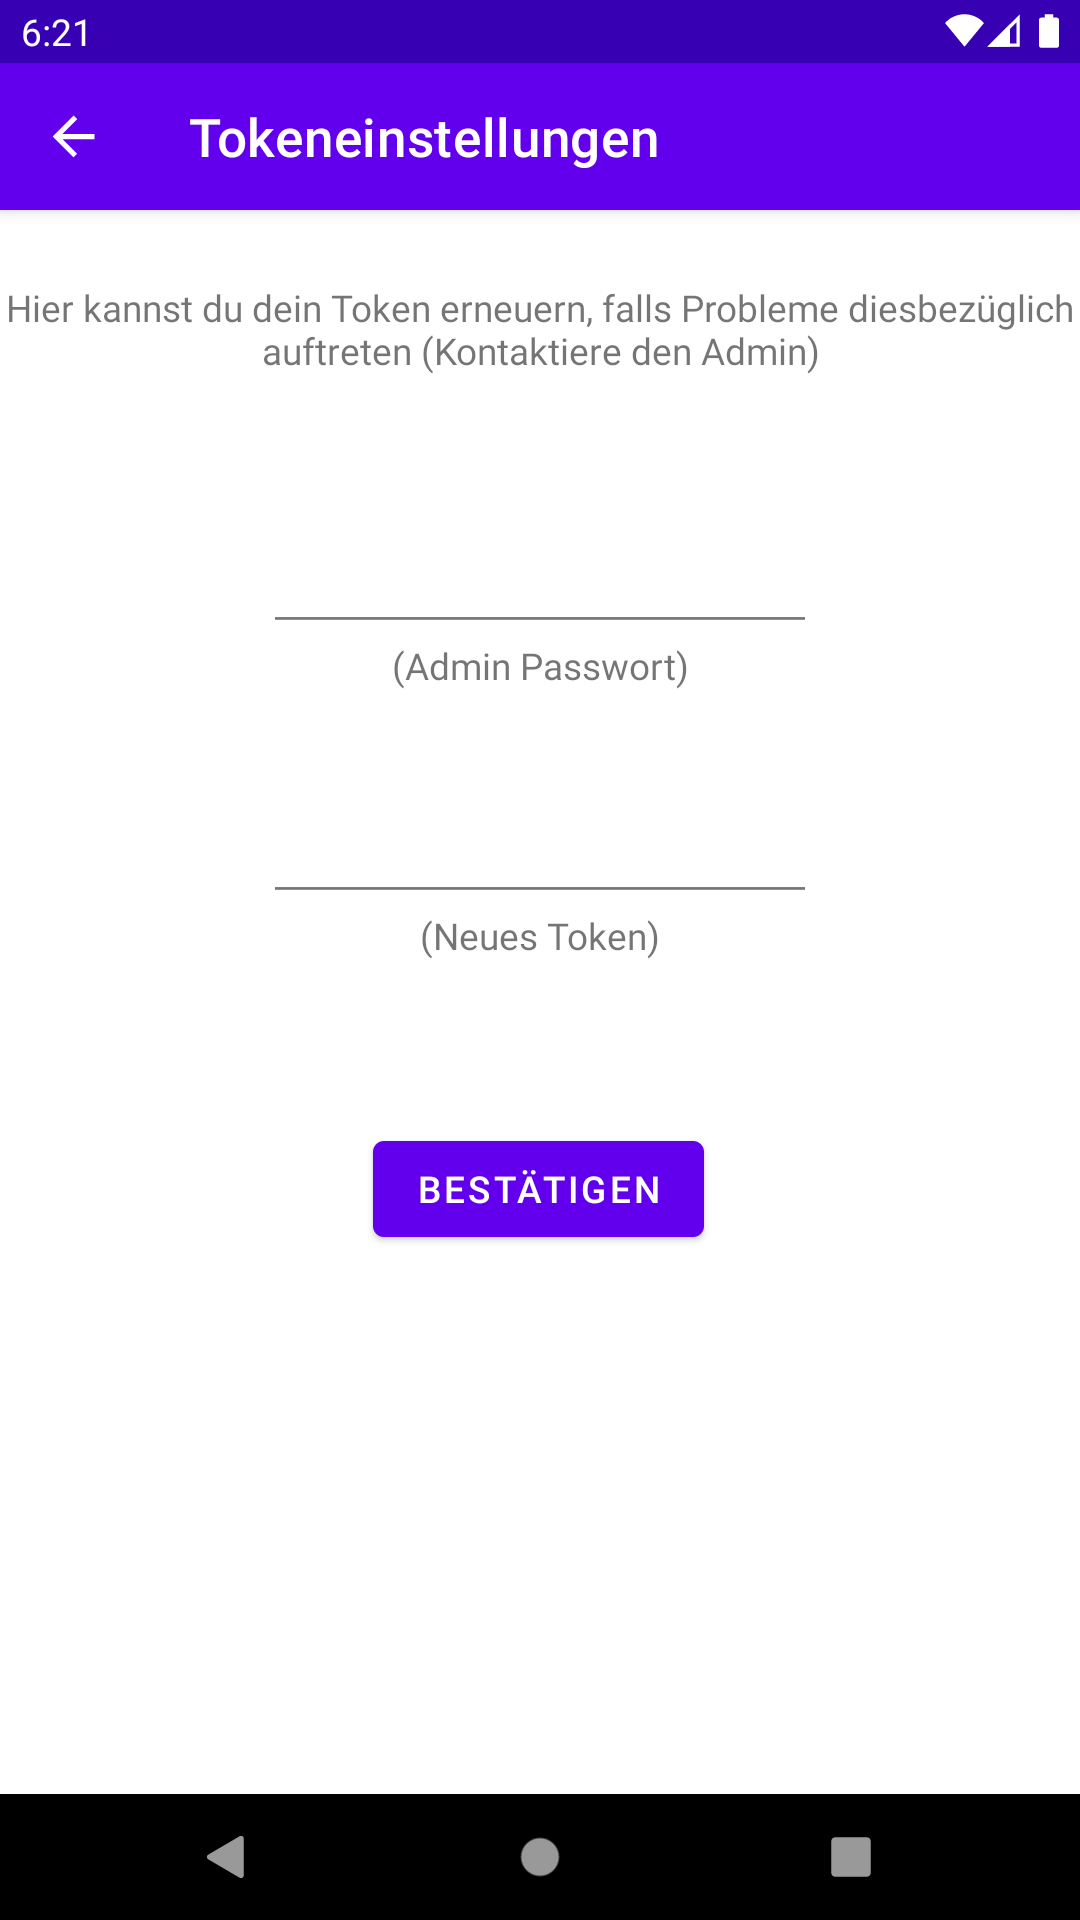 6:21
Tokeneinstellungen
Hier kannst du dein Token erneuern, falls Probleme diesbezüglich
auftreten (Kontaktiere den Admin)
(Admin Passwort)
(Neues Token)
BESTÄTIGEN